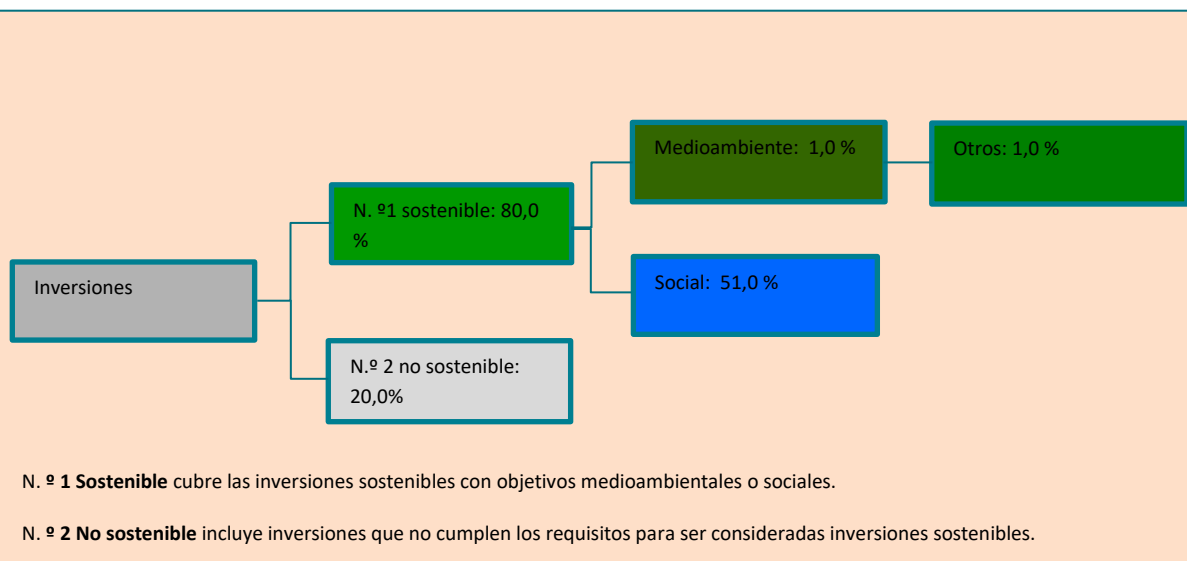 Medioambiente: 1,0 %
Otros: 1,0 %
N. º1 sostenible: 80,0
%
Inversiones
Social: 51,0 %
N.º 2 no sostenible:
20,0%
N. º 1 Sostenible cubre las inversiones sostenibles con objetivos medioambientales o sociales.
N. º 2 No sostenible incluye inversiones que no cumplen los requisitos para ser consideradas inversiones sostenibles.